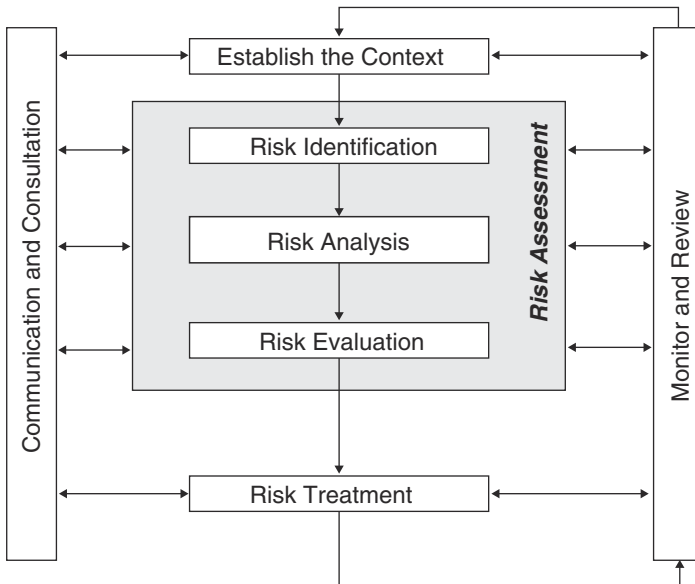 Establish the Context
Communication and Consultation
Risk Identification
Risk Analysis
Risk Evaluation
Risk Assessment
Monitor and Review
Risk Treatment